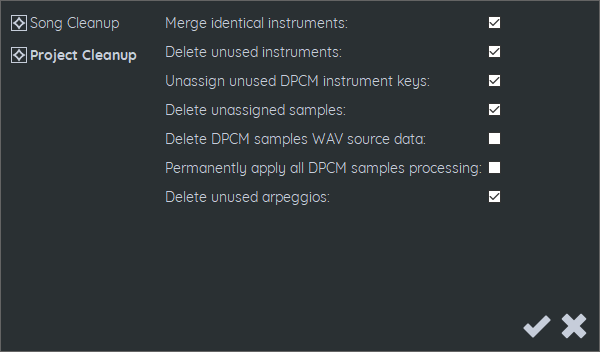 Song Cleanup
Project Cleanup
Merge identical instruments:
Delete unused instruments:
Unassign unused DPCM instrument keys:
Delete unassigned samples:
Delete DPCM samples WAV source data:
Permanently apply all DPCM samples processing:
Delete unused arpeggios: